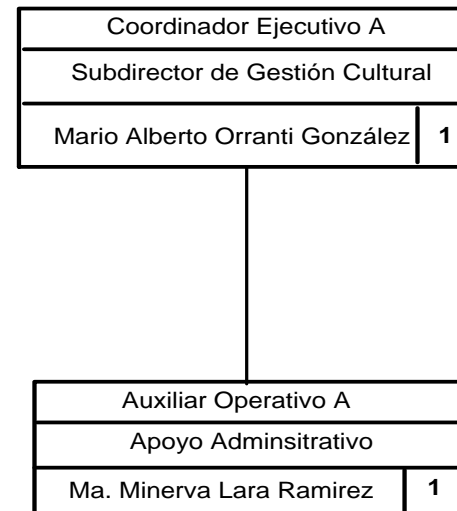 Coordinador Ejecutivo A
Subdirector de Gestión Cultural
Mario Alberto Orranti González 1
Auxiliar Operativo A
Apoyo Adminsitrativo
Ma. Minerva Lara Ramirez 1